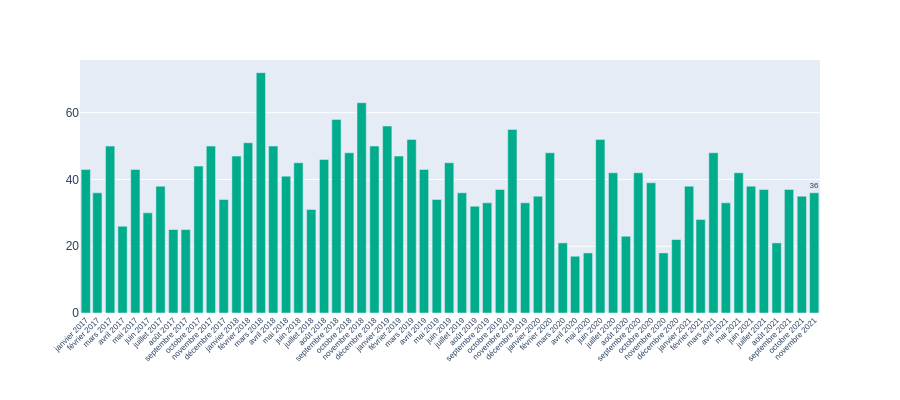 60
40
20
0
36
janvier 2017
février 2017
mars 2017
avril 2017
mai 2017
juin 2017
juillet 2017
août 2017
septembre 2017
octobre 2017
novembre 2017
décembre 2017
janvier 2018
février 2018
mars 2018
avril 2018
mai 2018
juin 2018
juillet 2018
août 2018
septembre 2018
octobre 2018
novembre 2018
décembre 2018
janvier 2019
février 2019
mars 2019
avril 2019
mai 2019
juin 2019
juillet 2019
août 2019
septembre 2019
octobre 2019
novembre 2019
décembre 2019
janvier 2020
février 2020
mars 2020
avril 2020
mai 2020
juin 2020
juillet 2020
août 2020
septembre 2020
octobre 2020
novembre 2020
décembre 2020
janvier 2021
février 2021
mars 2021
avril 2021
mai 2021
juin 2021
juillet 2021
août 2021
septembre 2021
octobre 2021
novembre 2021